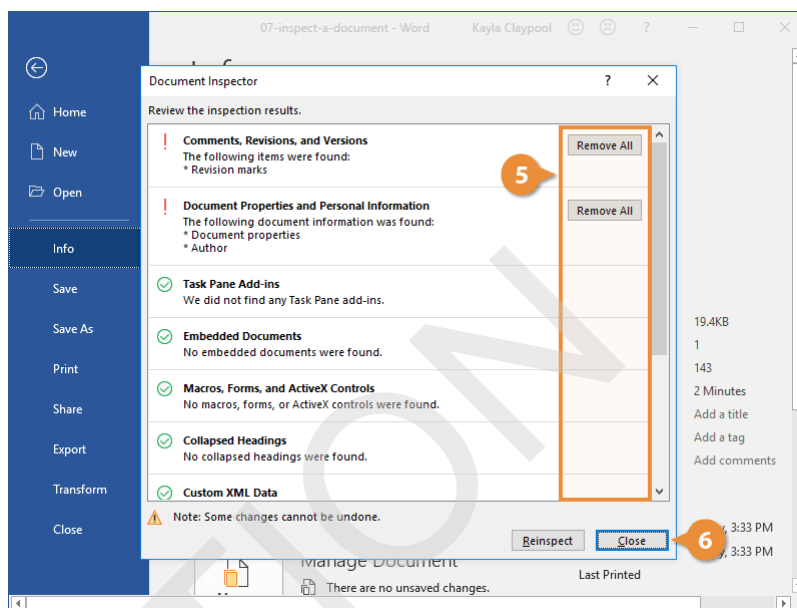 07-inspect-a-document - Word Kayla Claypool ?
Home
New
Open
Info
Save
Save As
Print
Share
Export
Transform
Close
Document Inspector ?
Review the inspection results.
! Comments, Revisions, and Versions
The following items were found:
* Revision marks
Remove All
5
! Document Properties and Personal Information
The following document information was found:
* Document properties
* Author
Remove All
Task Pane Add-ins
We did not find any Task Pane add-ins.
Embedded Documents
No embedded documents were found.
Macros, Forms, and ActiveX Controls
No macros, forms, or ActiveX controls were found.
Collapsed Headings
No collapsed headings were found.
Custom XML Data
! Note: Some changes cannot be undone.
Reinspect Close
6
19.4KB
1
143
2 Minutes
Add a title
Add a tag
Add comments
, 3:33 PM
, 3:33 PM
Last Printed
Manage Document
There are no unsaved changes.
TION